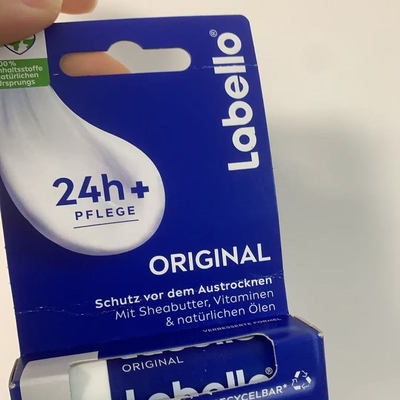 100%
Inhaltsstoffe
natürlichen
Ursprungs
Labello®
24h+
PFLEGE
ORIGINAL
Schutz vor dem Austrocknen
Mit Sheabutter, Vitaminen
& natürlichen Ölen
VERBESSERTE FORMEL
ORIGINAL
Labello®
RECYCELBAR*